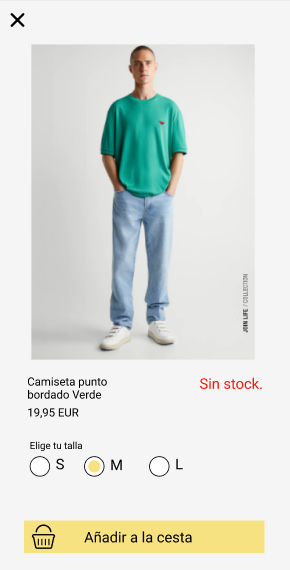 JOIN LIFE / COLLECTION
Camiseta punto
bordado Verde
Sin stock.
19,95 EUR
Elige tu talla
S
M
L
Añadir a la cesta